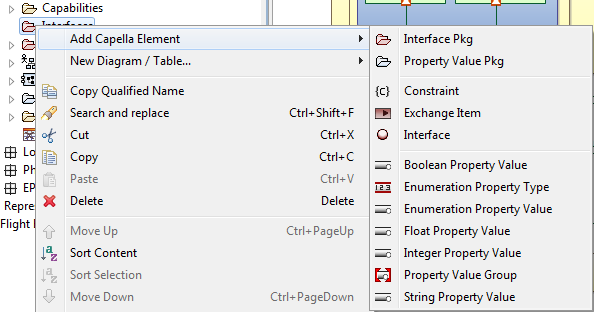 Capabilities
Interfaces
Add Capella Element
New Diagram / Table...
Copy Qualified Name
Search and replace Ctrl+Shift+F
Cut Ctrl+X
Copy Ctrl+C
Paste Ctrl+V
Delete Delete
Move Up Ctrl+PageUp
Sort Content
Sort Selection
Move Down Ctrl+PageDown
Interface Pkg
Property Value Pkg
{c} Constraint
Exchange Item
Interface
Boolean Property Value
1 2 3 Enumeration Property Type
Enumeration Property Value
Float Property Value
Integer Property Value
Property Value Group
String Property Value
Lo
Ph
EP
Repre
Flight